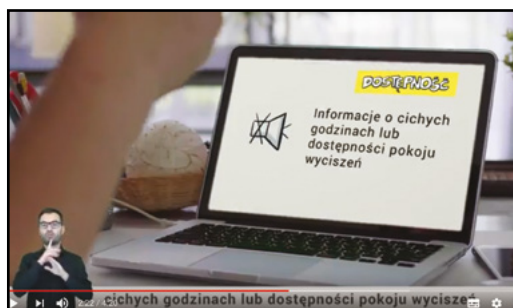 DOSTĘPNOŚĆ
Informacje o cichych
godzinach lub
dostępności pokoju
wyciszeń
cichych godzinach lub dostępności pokoju wyciszeń